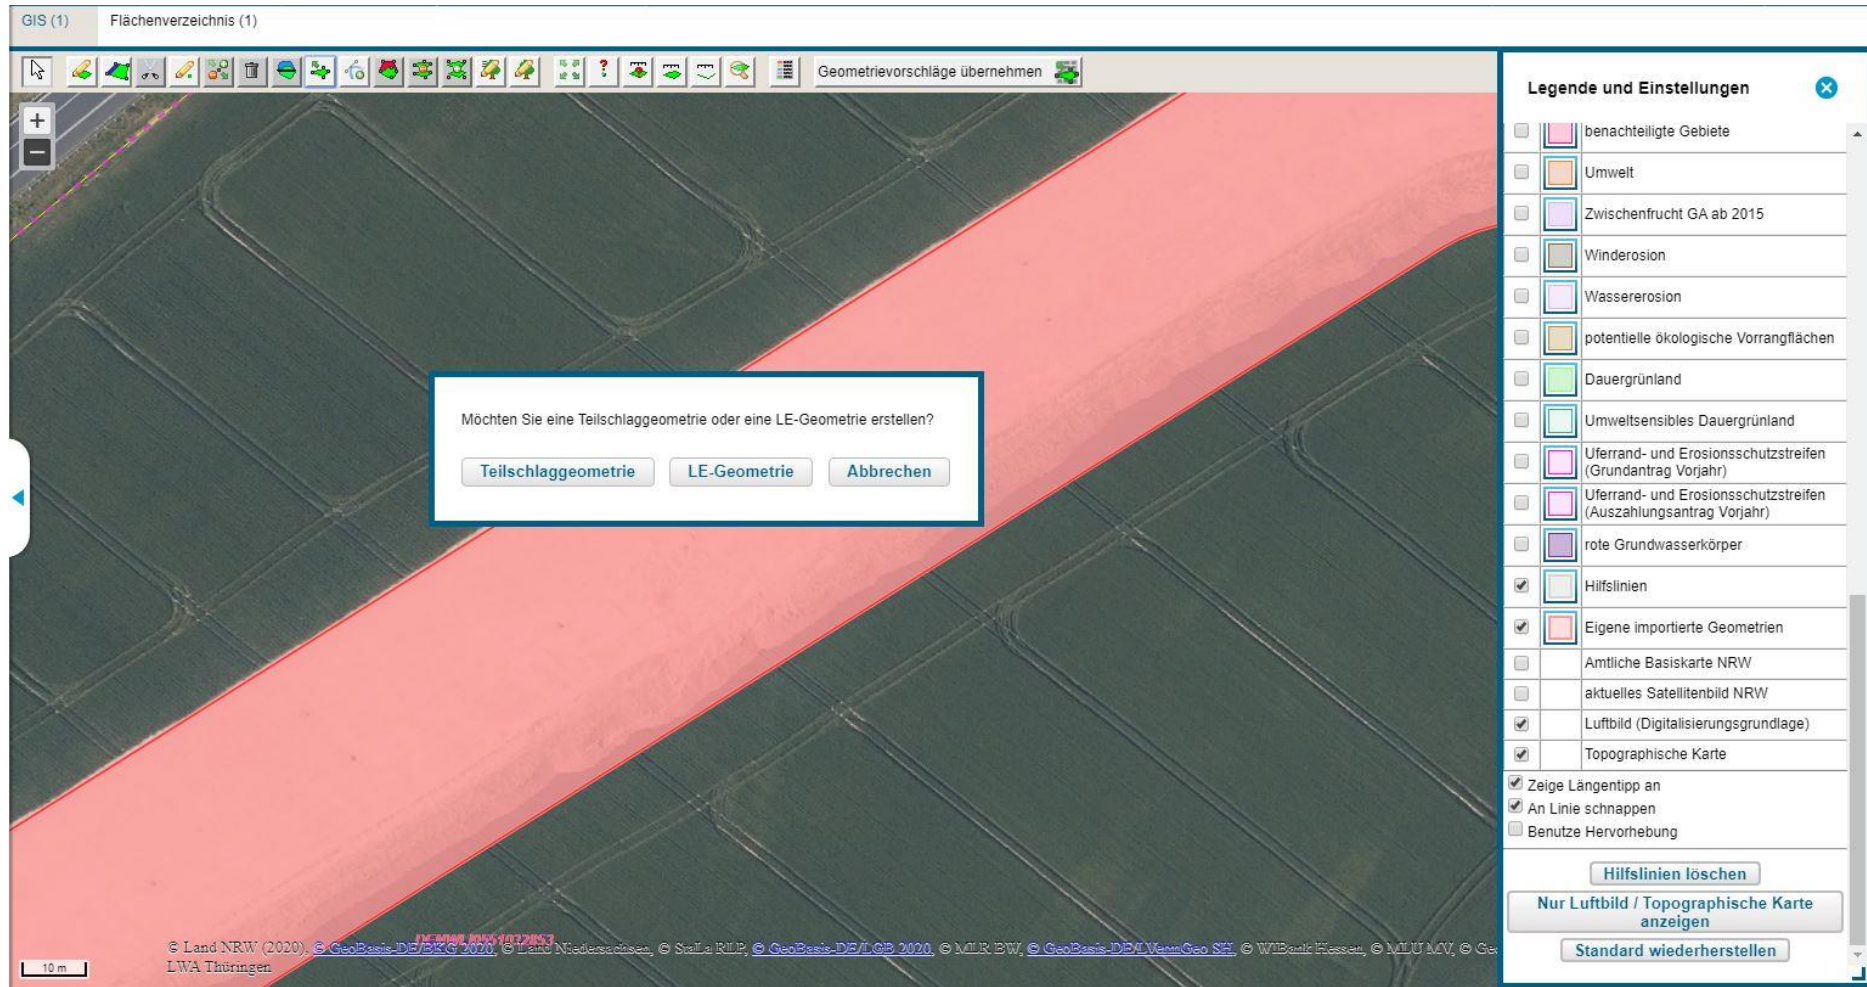 GIS (1)
Flächenverzeichnis (1)
Geometrievorschläge übernehmen
Möchten Sie eine Teilschlaggeometrie oder eine LE-Geometrie erstellen?
Teilschlaggeometrie
LE-Geometrie
Abbrechen
© Land NRW (2020), © GeoBasis-DE/BKG 2020, © Land Niedersachsen, © StaLa RLP, © GeoBasis-DE/LGB 2020, © MLR BW, © GeoBasis-DE/LVermGeo SH, © WIBank Hessen, © MLU MV, © Ge
LWA Thüringen
10 m
Legende und Einstellungen
benachteiligte Gebiete
Umwelt
Zwischenfrucht GA ab 2015
Winderosion
Wassererosion
potentielle ökologische Vorrangflächen
Dauergrünland
Umweltsensibles Dauergrünland
Uferrand- und Erosionsschutzstreifen
(Grundantrag Vorjahr)
Uferrand- und Erosionsschutzstreifen
(Auszahlungsantrag Vorjahr)
rote Grundwasserkörper
Hilfslinien
Eigene importierte Geometrien
Amtliche Basiskarte NRW
aktuelles Satellitenbild NRW
Luftbild (Digitalisierungsgrundlage)
Topographische Karte
Zeige Längentipp an
An Linie schnappen
Benutze Hervorhebung
Hilfslinien löschen
Nur Luftbild / Topographische Karte
anzeigen
Standard wiederherstellen